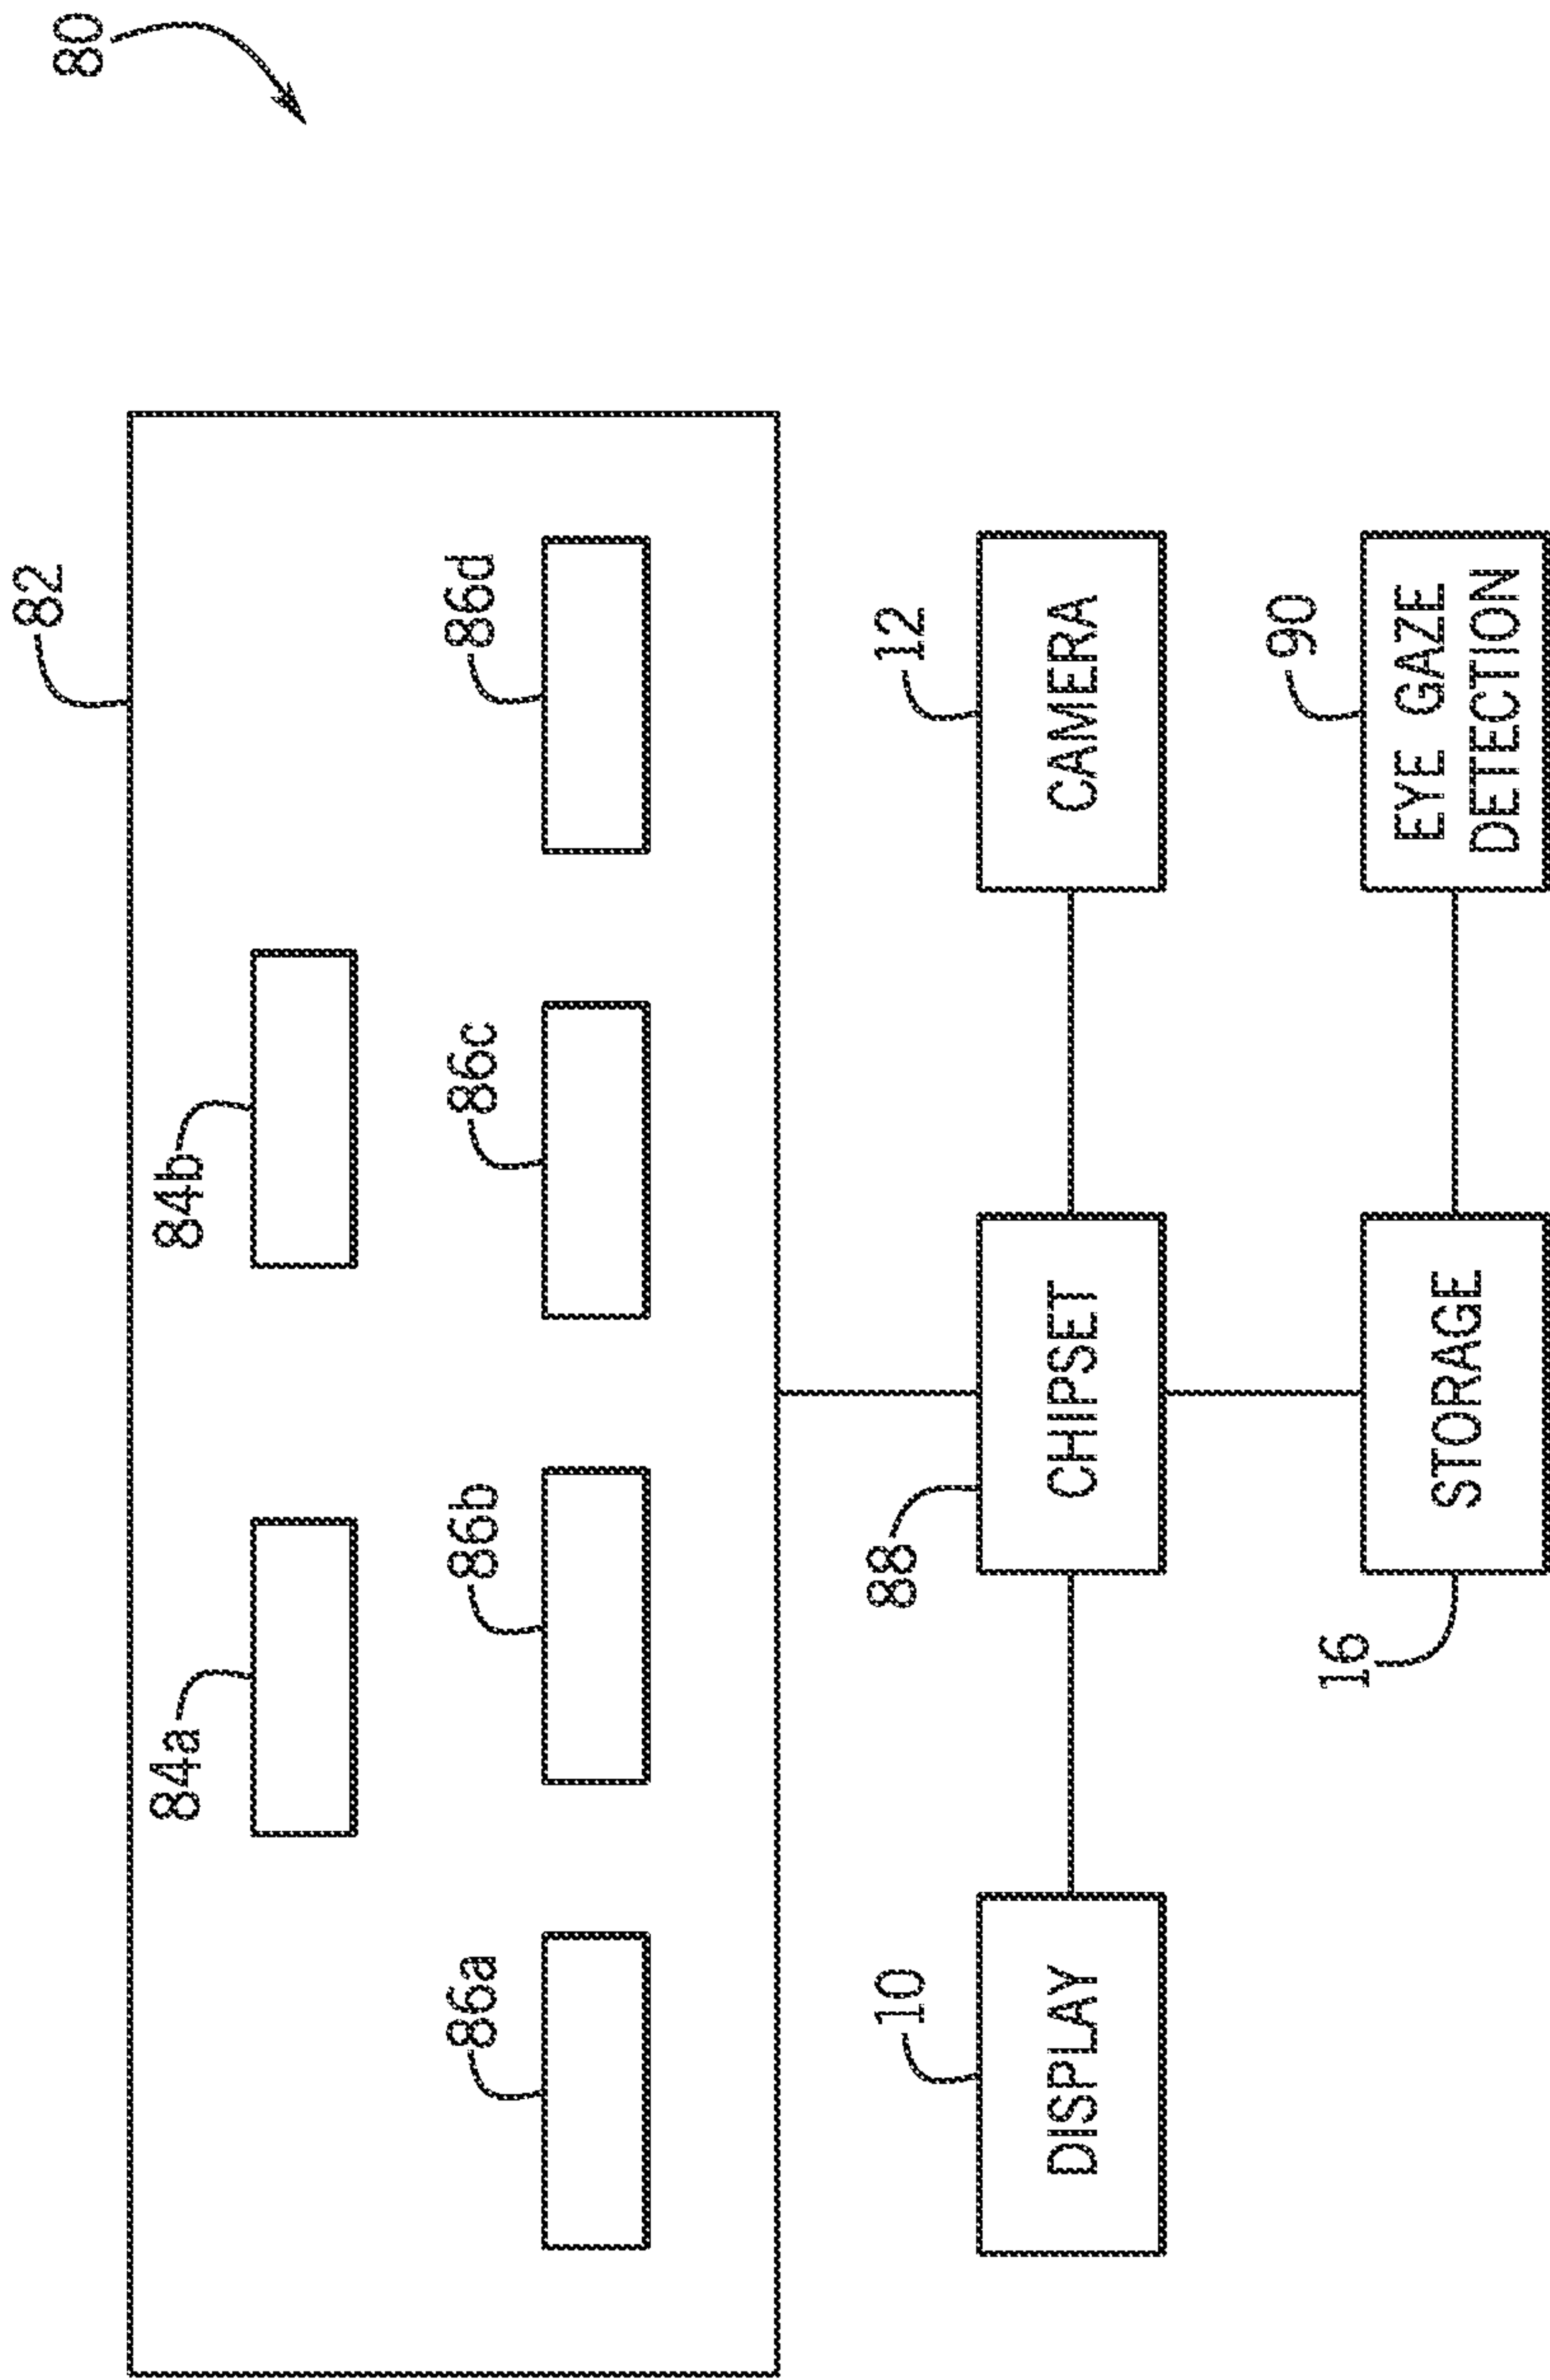 80
82
84a
84b
86a
86b
86c
86d
10
88
12
DISPLAY
CHIPSET
CAMERA
16
90
STORAGE
EYE GAZE
DETECTION